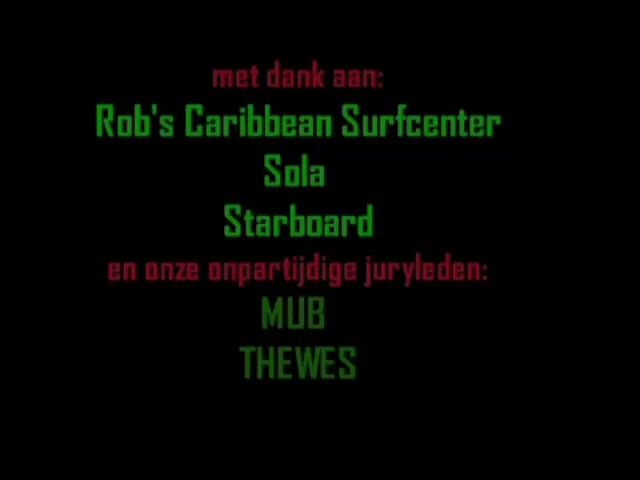 met dank aan:
Rob's Caribbean Surfcenter
Sola
Starboard
en onze onpartijdige juryleden:
MUB
THEWES